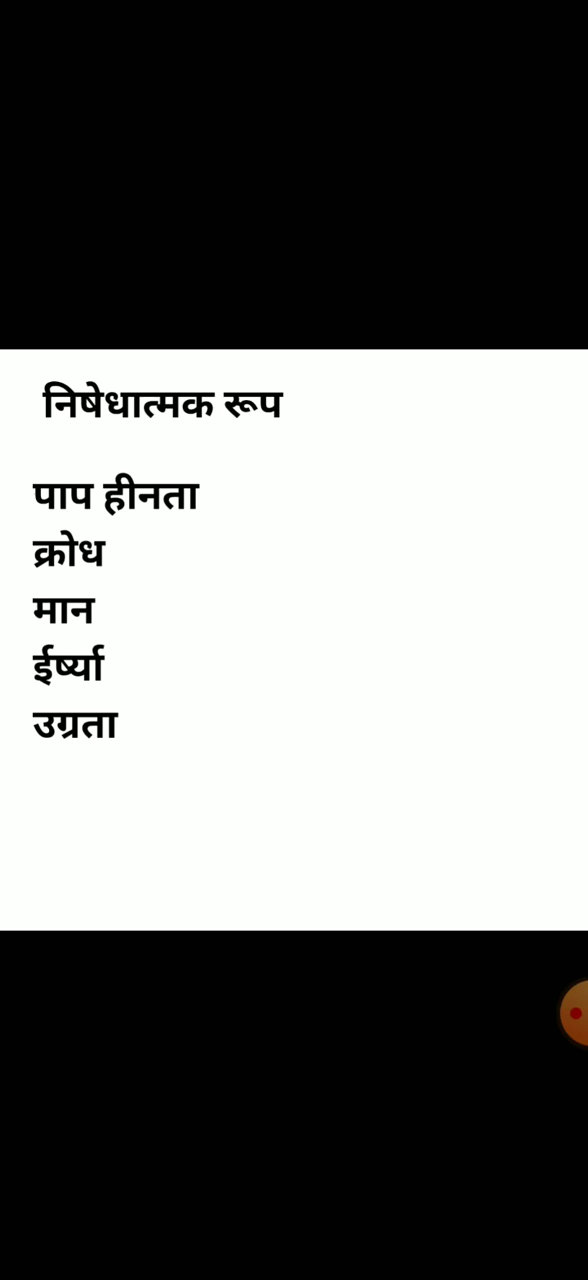 निषेधात्मक रूप
पाप हीनता
क्रोध
मान
ईर्ष्या
उग्रता